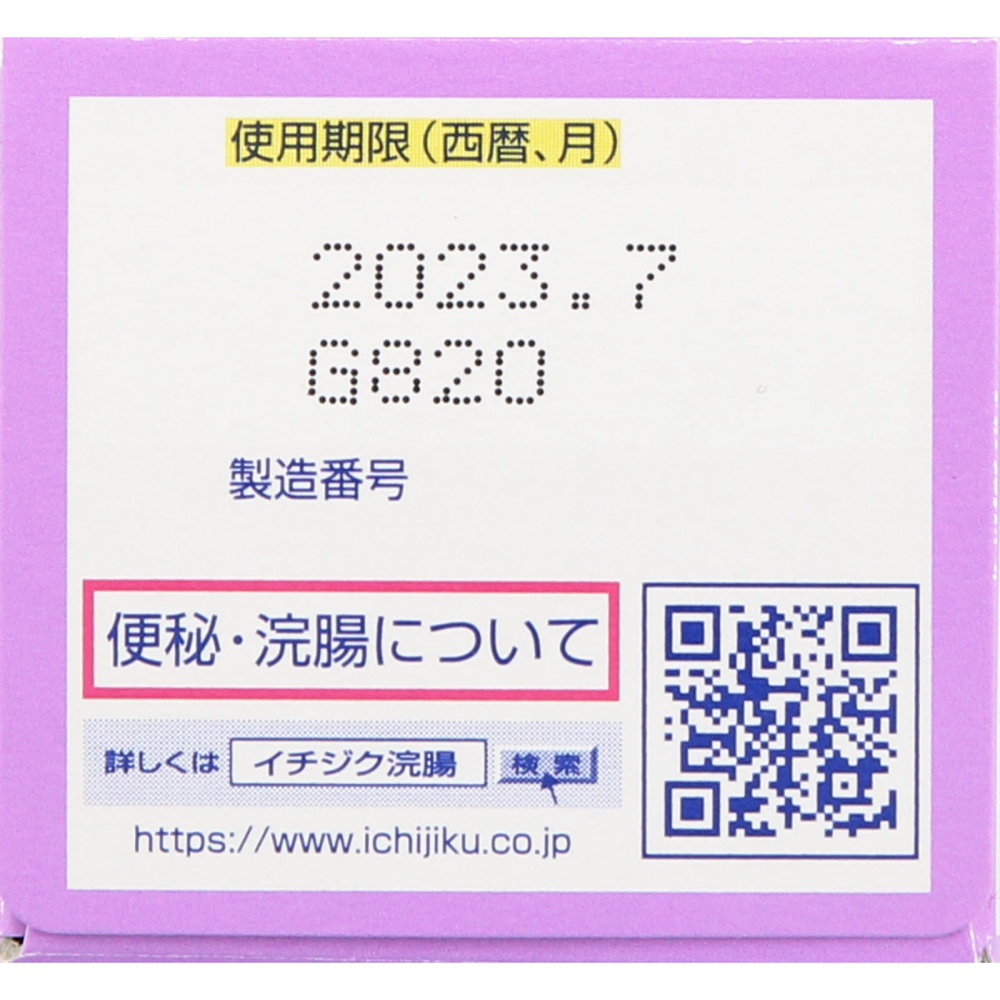 使用期限(西暦、月)
2023.7
G820
製造番号
便秘・浣腸について
詳しくは イチジク浣腸 検索
https://www.ichijiku.co.jp